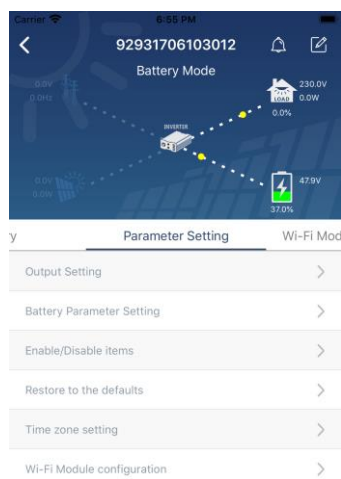 Carrier 6:55 PM
92931706103012
Battery Mode
0.0V
0.0Hz
230.0V
LOAD 0.0W
0.0%
INVERTER
0.0V
0.0W
47.9V
37.0%
y Parameter Setting Wi-Fi Mod
Output Setting
Battery Parameter Setting
Enable/Disable items
Restore to the defaults
Time zone setting
Wi-Fi Module configuration